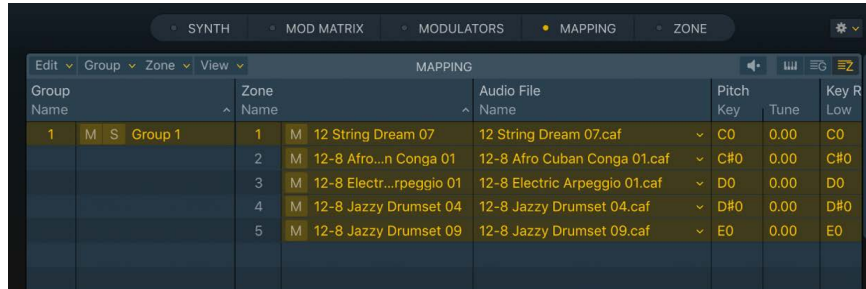 SYNTH MOD MATRIX MODULATORS MAPPING ZONE
Edit Group Zone View MAPPING
Group Zone Audio File Pitch Key R
Name Name Name Key Tune Low
1 M S Group 1 1 M 12 String Dream 07 12 String Dream 07.caf C0 0.00 C0
2 M 12-8 Afro...n Conga 01 12-8 Afro Cuban Conga 01.caf C♯0 0.00 C♯0
3 M 12-8 Electr...rpeggio 01 12-8 Electric Arpeggio 01.caf D0 0.00 D0
4 M 12-8 Jazzy Drumset 04 12-8 Jazzy Drumset 04.caf D♯0 0.00 D♯0
5 M 12-8 Jazzy Drumset 09 12-8 Jazzy Drumset 09.caf E0 0.00 E0